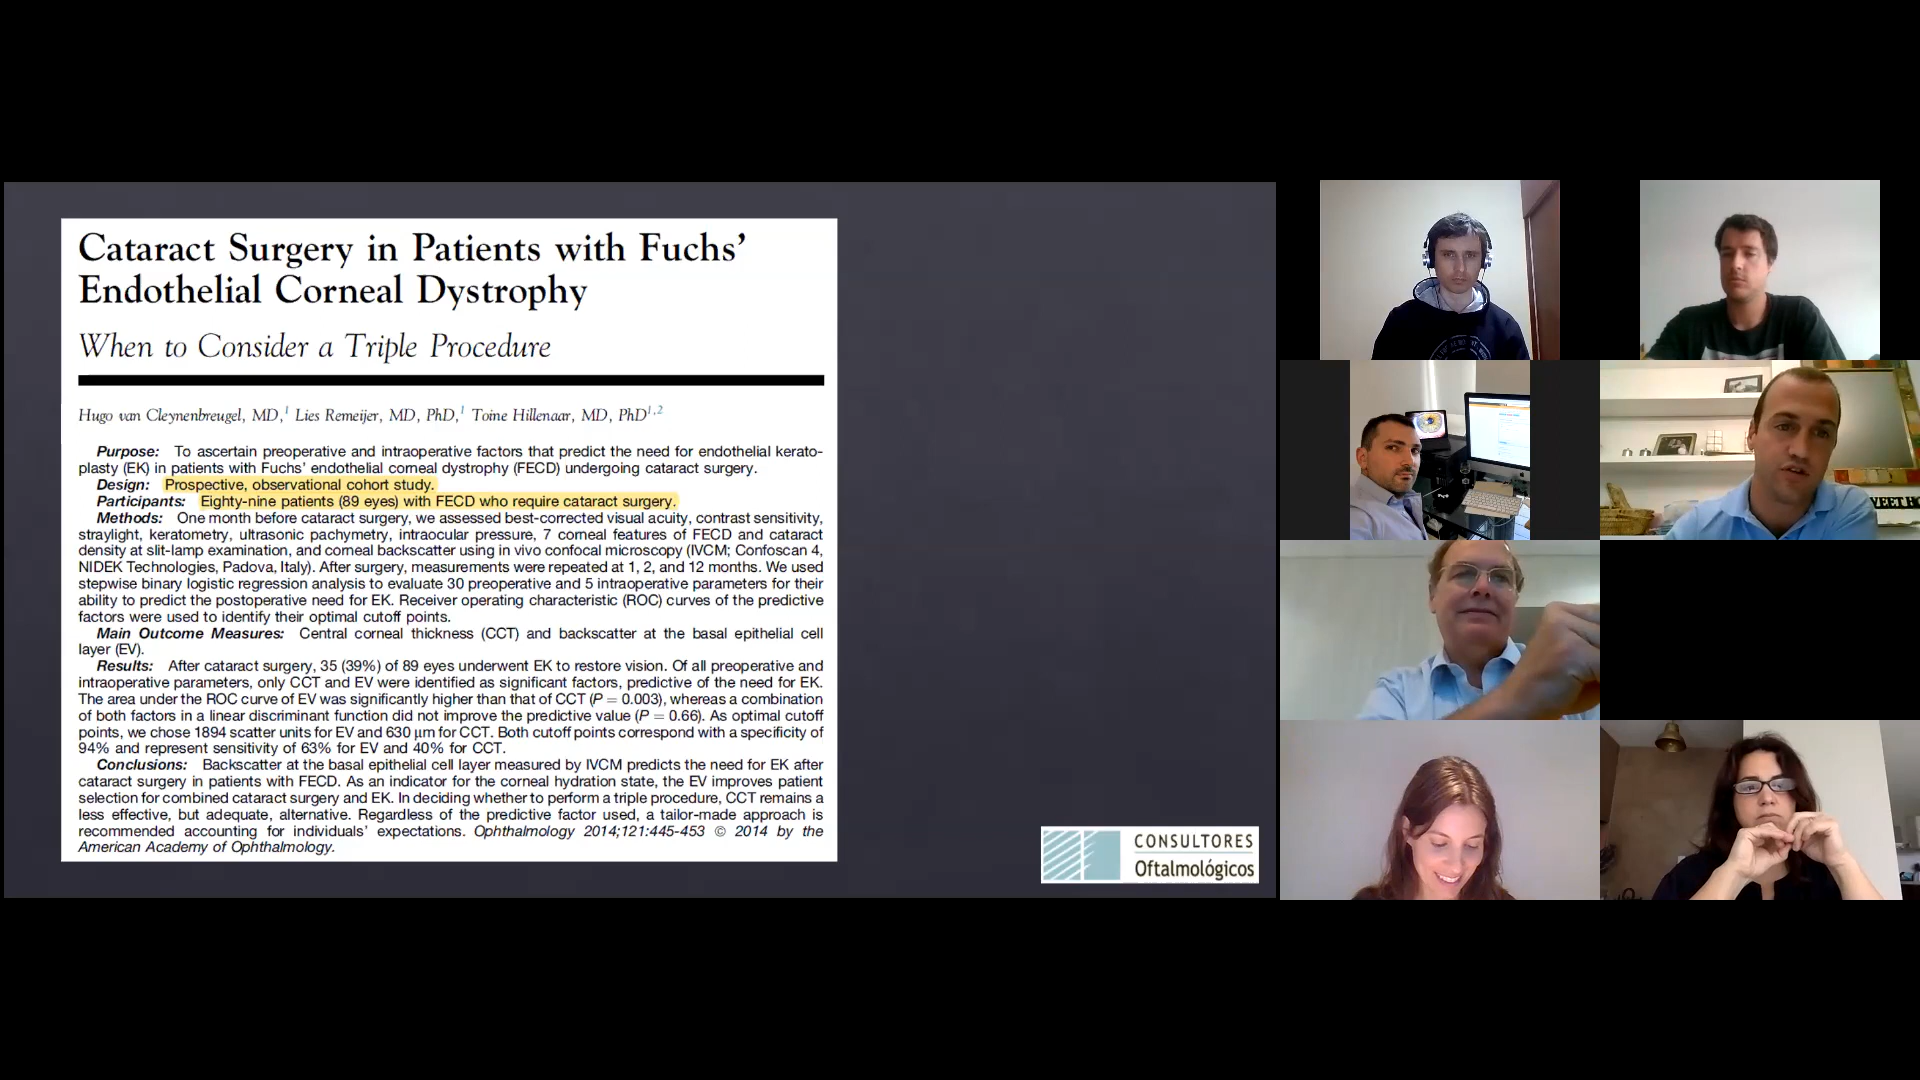 Cataract Surgery in Patients with Fuchs’
Endothelial Corneal Dystrophy
When to Consider a Triple Procedure
Hugo van Cleynenbreugel, MD,1 Lies Remeijer, MD, PhD,1 Toine Hillenaar, MD, PhD1,2
Purpose: To ascertain preoperative and intraoperative factors that predict the need for endothelial kerato-
plasty (EK) in patients with Fuchs’ endothelial corneal dystrophy (FECD) undergoing cataract surgery.
Design: Prospective, observational cohort study.
Participants: Eighty-nine patients (89 eyes) with FECD who require cataract surgery.
Methods: One month before cataract surgery, we assessed best-corrected visual acuity, contrast sensitivity,
straylight, keratometry, ultrasonic pachymetry, intraocular pressure, 7 corneal features of FECD and cataract
density at slit-lamp examination, and corneal backscatter using in vivo confocal microscopy (IVCM; Confoscan 4,
NIDEK Technologies, Padova, Italy). After surgery, measurements were repeated at 1, 2, and 12 months. We used
stepwise binary logistic regression analysis to evaluate 30 preoperative and 5 intraoperative parameters for their
ability to predict the postoperative need for EK. Receiver operating characteristic (ROC) curves of the predictive
factors were used to identify their optimal cutoff points.
Main Outcome Measures: Central corneal thickness (CCT) and backscatter at the basal epithelial cell
layer (EV).
Results: After cataract surgery, 35 (39%) of 89 eyes underwent EK to restore vision. Of all preoperative and
intraoperative parameters, only CCT and EV were identified as significant factors, predictive of the need for EK.
The area under the ROC curve of EV was significantly higher than that of CCT (P = 0.003), whereas a combination
of both factors in a linear discriminant function did not improve the predictive value (P = 0.66). As optimal cutoff
points, we chose 1894 scatter units for EV and 630 μm for CCT. Both cutoff points correspond with a specificity of
94% and represent sensitivity of 63% for EV and 40% for CCT.
Conclusions: Backscatter at the basal epithelial cell layer measured by IVCM predicts the need for EK after
cataract surgery in patients with FECD. As an indicator for the corneal hydration state, the EV improves patient
selection for combined cataract surgery and EK. In deciding whether to perform a triple procedure, CCT remains a
less effective, but adequate, alternative. Regardless of the predictive factor used, a tailor-made approach is
recommended accounting for individuals’ expectations. Ophthalmology 2014;121:445-453 © 2014 by the
American Academy of Ophthalmology.
CONSULTORES
Oftalmológicos